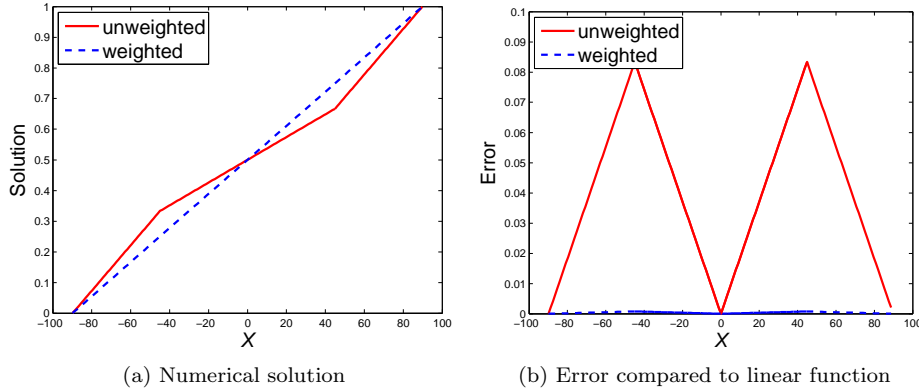 unweighted
weighted
1
0.9
0.8
0.7
0.6
0.5
0.4
0.3
0.2
0.1
0
Solution
−100 −80 −60 −40 −20 0 20 40 60 80 100
X
(a) Numerical solution
unweighted
weighted
0.1
0.09
0.08
0.07
0.06
0.05
0.04
0.03
0.02
0.01
0
Error
−100 −80 −60 −40 −20 0 20 40 60 80 100
X
(b) Error compared to linear function